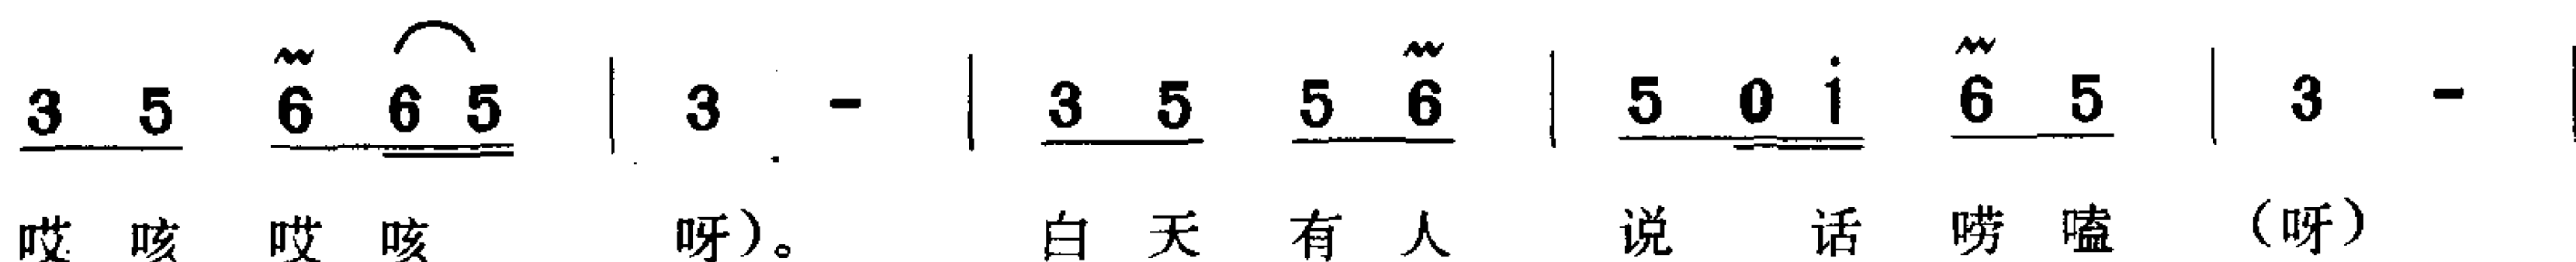 3 5 6 6 5 | 3 - | 3 5 5 6 | 5 0 i 6 5 | 3 - |
哎 咳 哎 咳 呀）。 白 天 有 人 说 话 唠 嗑 （呀）